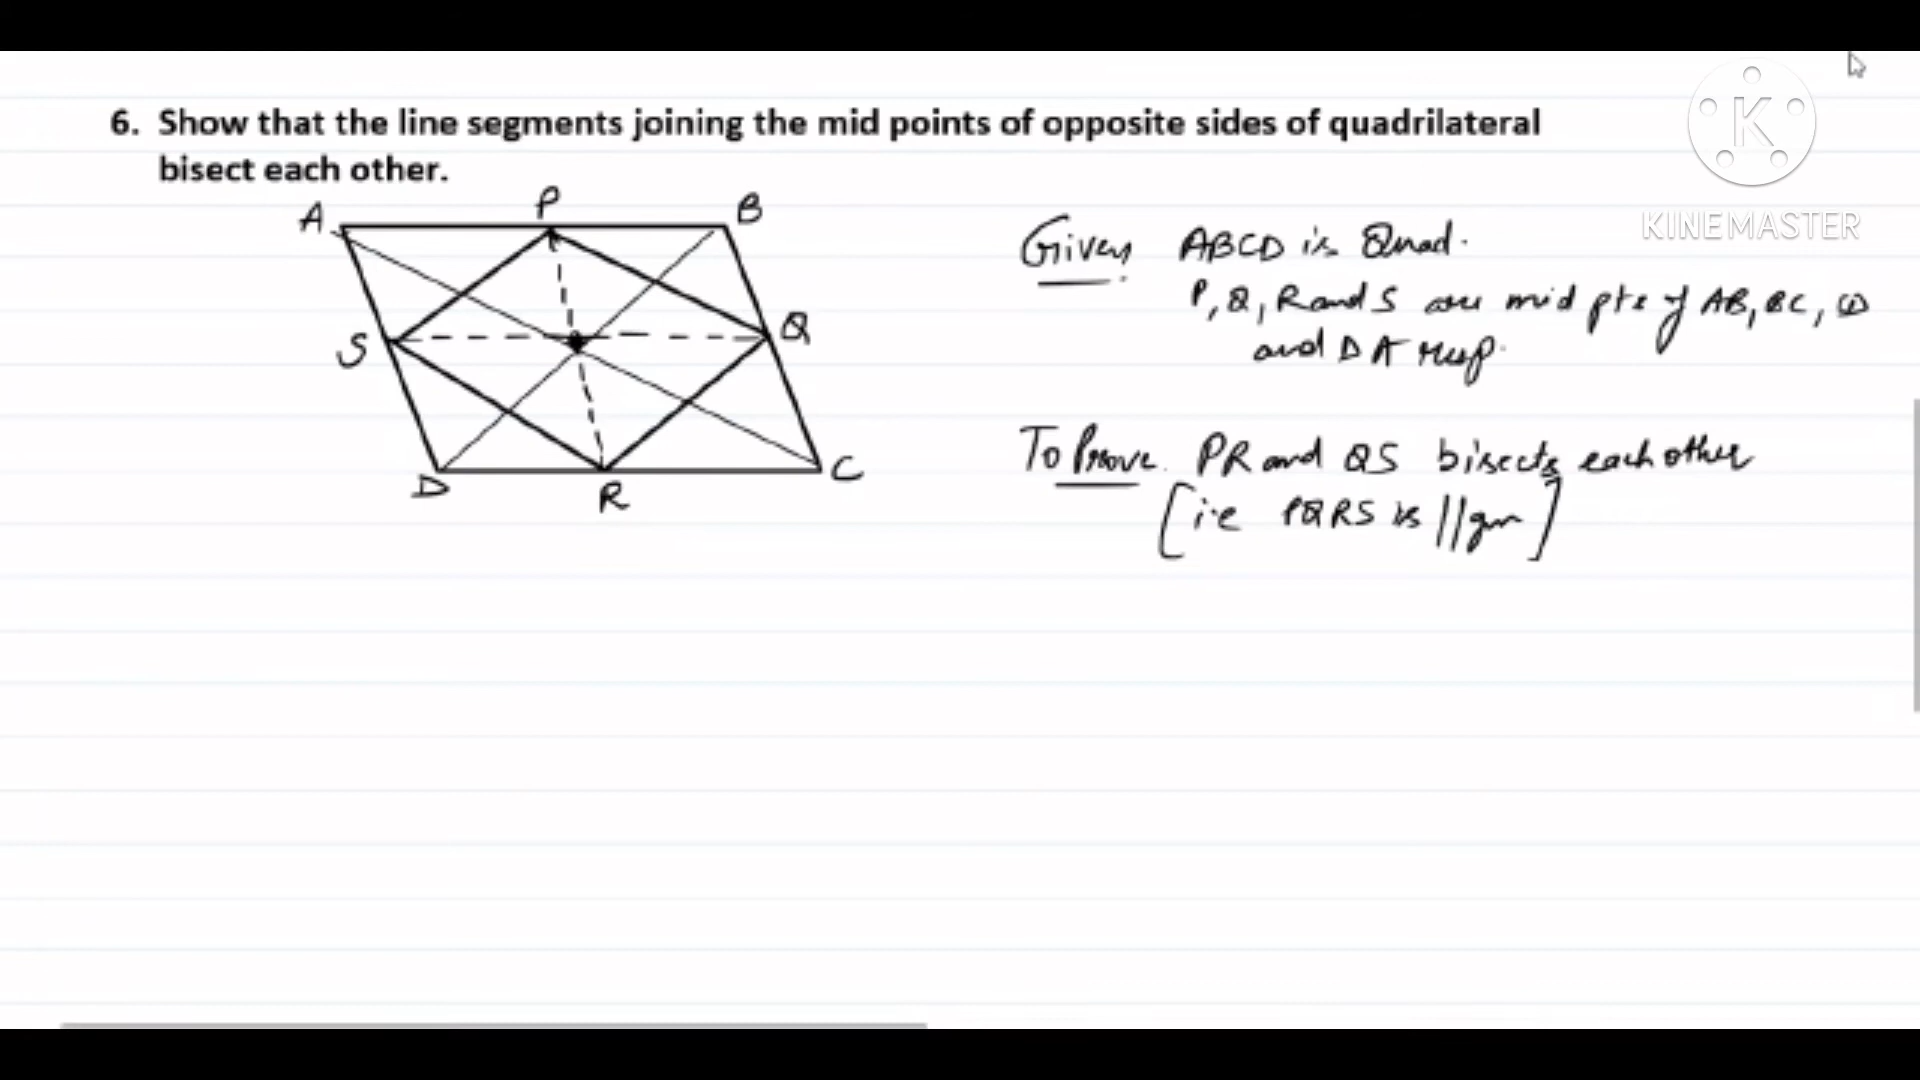 6. Show that the line segments joining the mid points of opposite sides of quadrilateral
bisect each other.
A P B
S Q
D R C
Given ABCD is Quad.
P, Q, R and S are mid pts of AB, BC, CD
and DA resp.
To Prove. PR and QS bisects each other
[i.e PQRS is ||gm]
K
KINEMASTER